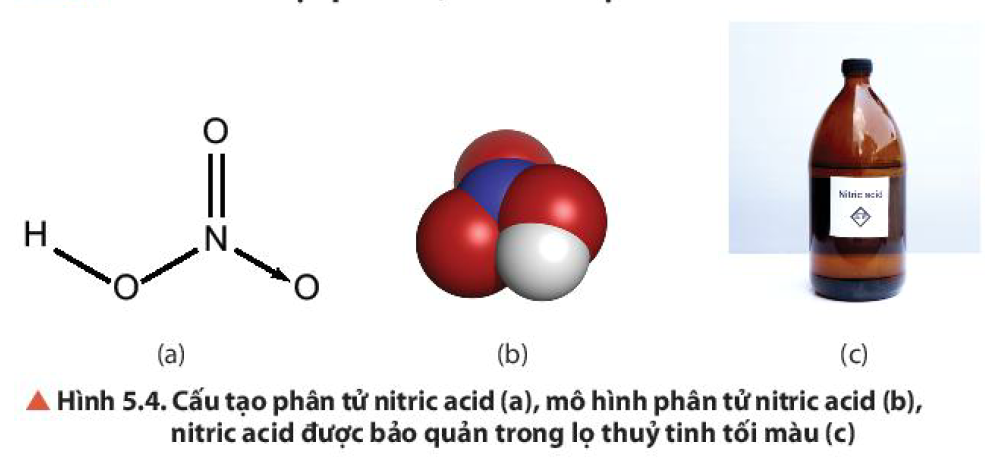 O
H
N
O
O
Nitric acid
(a)
(b)
(c)
▲ Hình 5.4. Cấu tạo phân tử nitric acid (a), mô hình phân tử nitric acid (b),
nitric acid được bảo quản trong lọ thuỷ tinh tối màu (c)